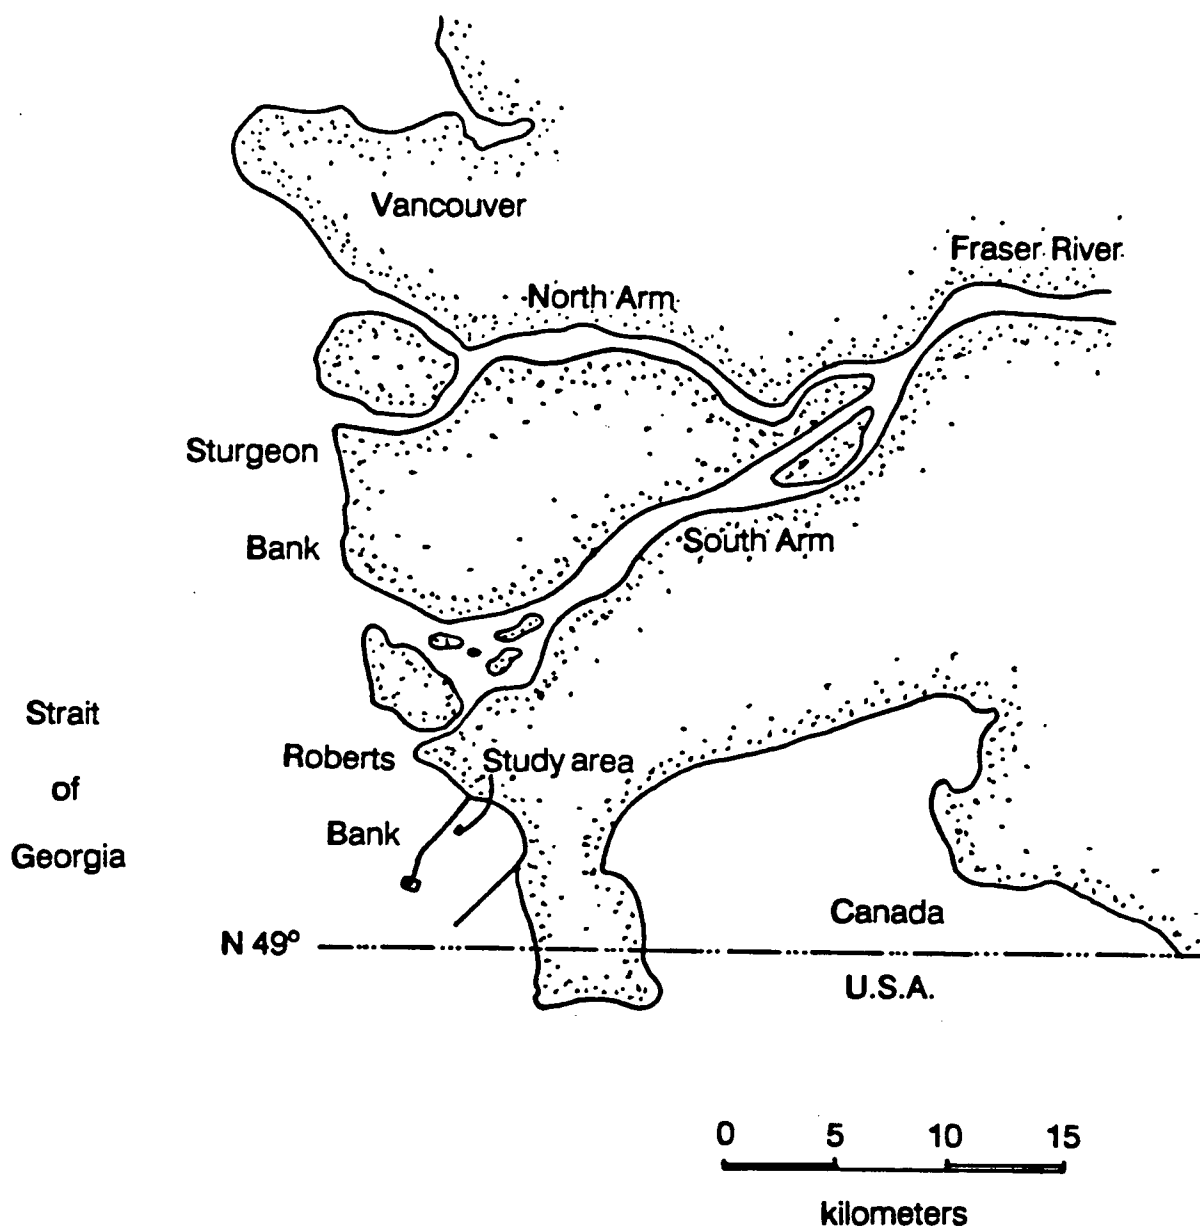 Vancouver
Fraser River
North Arm
Sturgeon
Bank
South Arm
Strait
of
Georgia
Roberts
Study area
Bank
Canada
N 49°
U.S.A.
0 5 10 15
kilometers